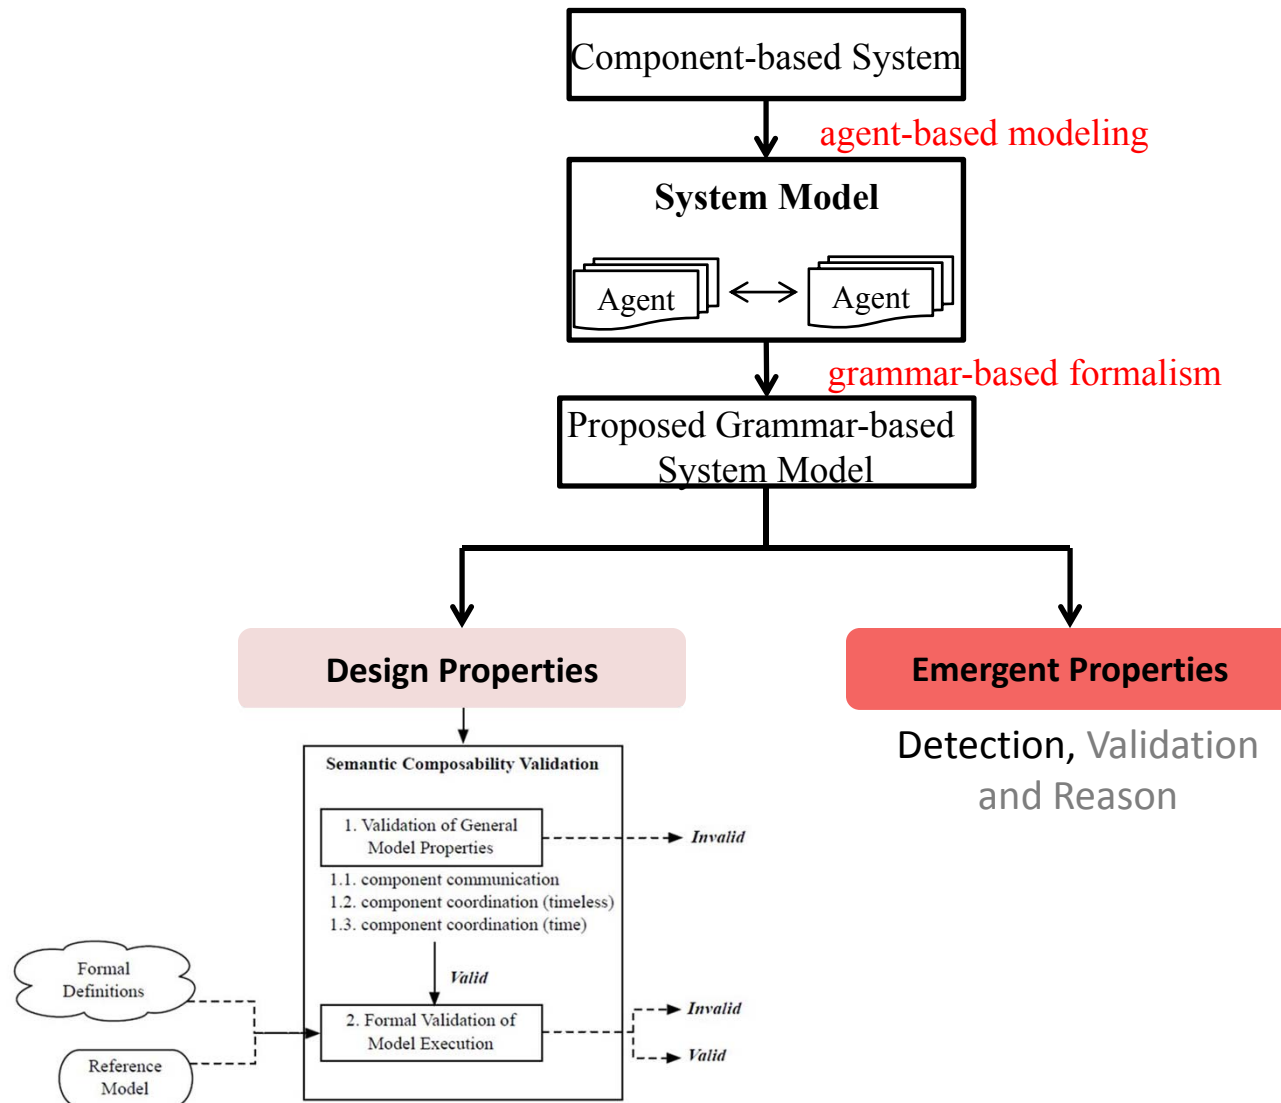 Component-based System
agent-based modeling
System Model
Agent
Agent
grammar-based formalism
Proposed Grammar-based
System Model
Design Properties
Emergent Properties
Detection, Validation
and Reason
Semantic Composability Validation
1. Validation of General
Model Properties
Invalid
1.1. component communication
1.2. component coordination (timeless)
1.3. component coordination (time)
Valid
Formal
Definitions
2. Formal Validation of
Model Execution
Invalid
Valid
Reference
Model